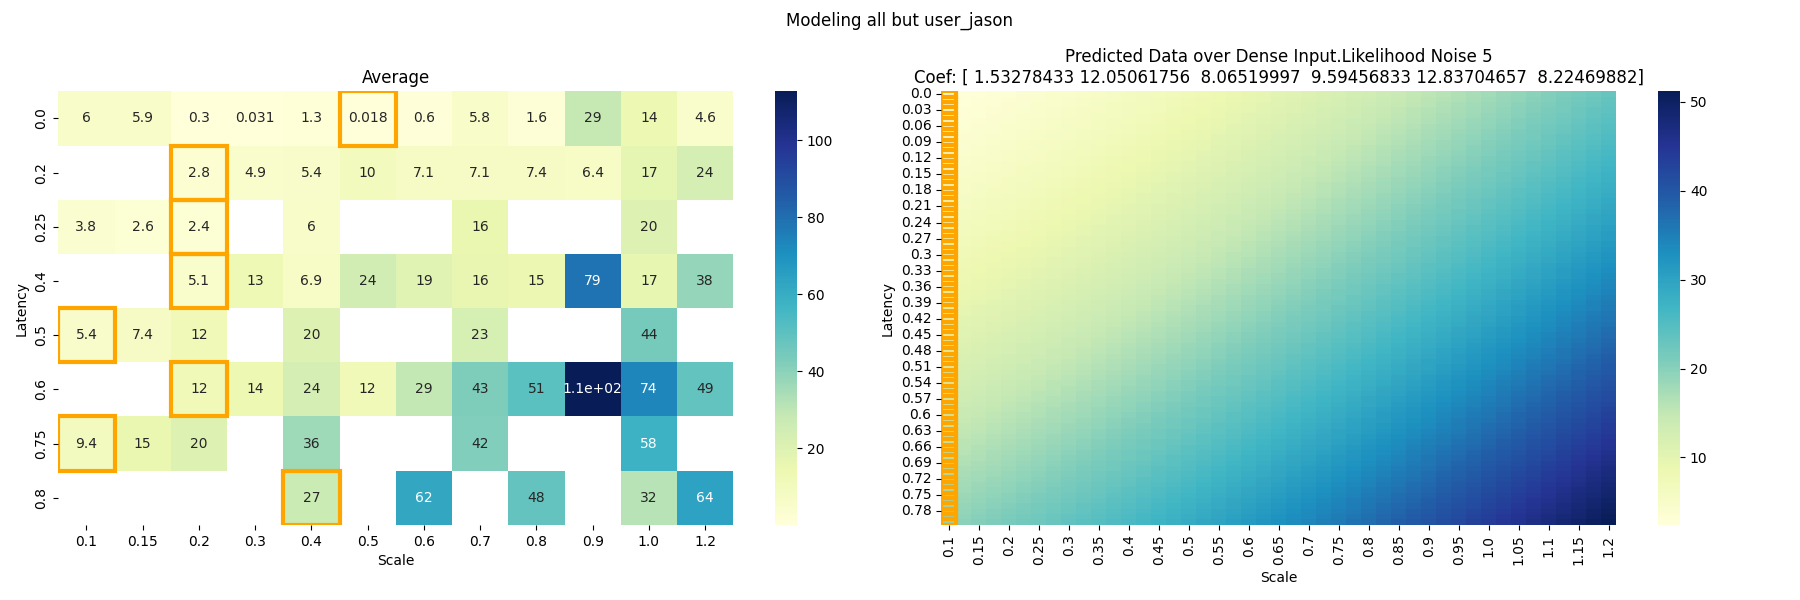 Modeling all but user_jason
Average
0.0 6 5.9 0.3 0.031 1.3 0.018 0.6 5.8 1.6 29 14 4.6
0.2 2.8 4.9 5.4 10 7.1 7.1 7.4 6.4 17 24
0.25 3.8 2.6 2.4 6 16 20
0.4 5.1 13 6.9 24 19 16 15 79 17 38
0.5 5.4 7.4 12 20 23 44
0.6 12 14 24 12 29 43 51 1.1e+02 74 49
0.75 9.4 15 20 36 42 58
0.8 27 62 48 32 64
0.1 0.15 0.2 0.3 0.4 0.5 0.6 0.7 0.8 0.9 1.0 1.2
Scale
Latency
100
80
60
40
20
Predicted Data over Dense Input.Likelihood Noise 5
Coef: [ 1.53278433 12.05061756  8.06519997  9.59456833 12.83704657  8.22469882]
0.0
0.03
0.06
0.09
0.12
0.15
0.18
0.21
0.24
0.27
0.3
0.33
0.36
0.39
0.42
0.45
0.48
0.51
0.54
0.57
0.6
0.63
0.66
0.69
0.72
0.75
0.78
Latency
0.1 0.15 0.2 0.25 0.3 0.35 0.4 0.45 0.5 0.55 0.6 0.65 0.7 0.75 0.8 0.85 0.9 0.95 1.0 1.05 1.1 1.15 1.2
Scale
50
40
30
20
10